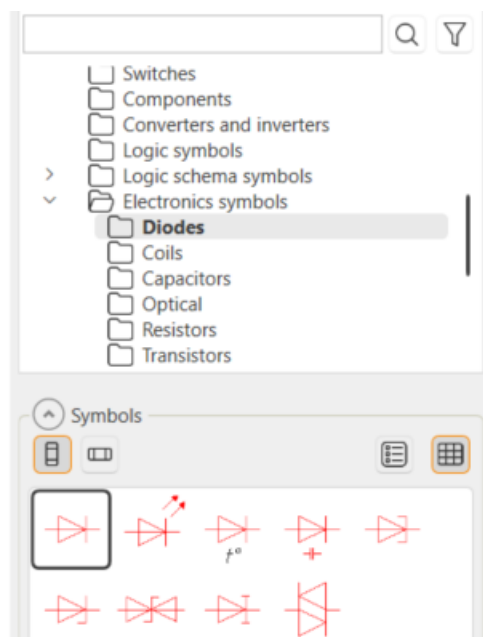 Switches
Components
Converters and inverters
Logic symbols
Logic schema symbols
Electronics symbols
Diodes
Coils
Capacitors
Optical
Resistors
Transistors
Symbols
t°